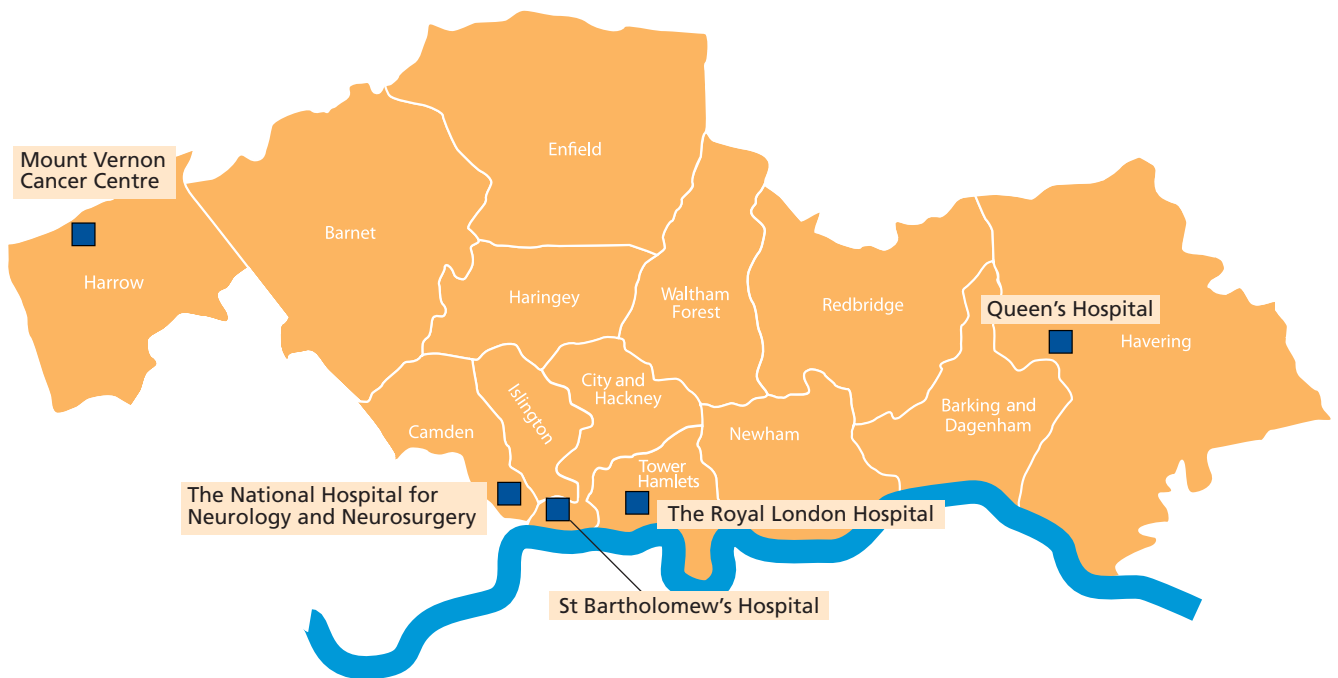 Enfield
Mount Vernon
Cancer Centre
Barnet
Harrow
Haringey
Waltham
Forest
Redbridge
Queen’s Hospital
Havering
City and
Hackney
Islington
Camden
Newham
Barking and
Dagenham
Tower
Hamlets
The National Hospital for
Neurology and Neurosurgery
The Royal London Hospital
St Bartholomew's Hospital